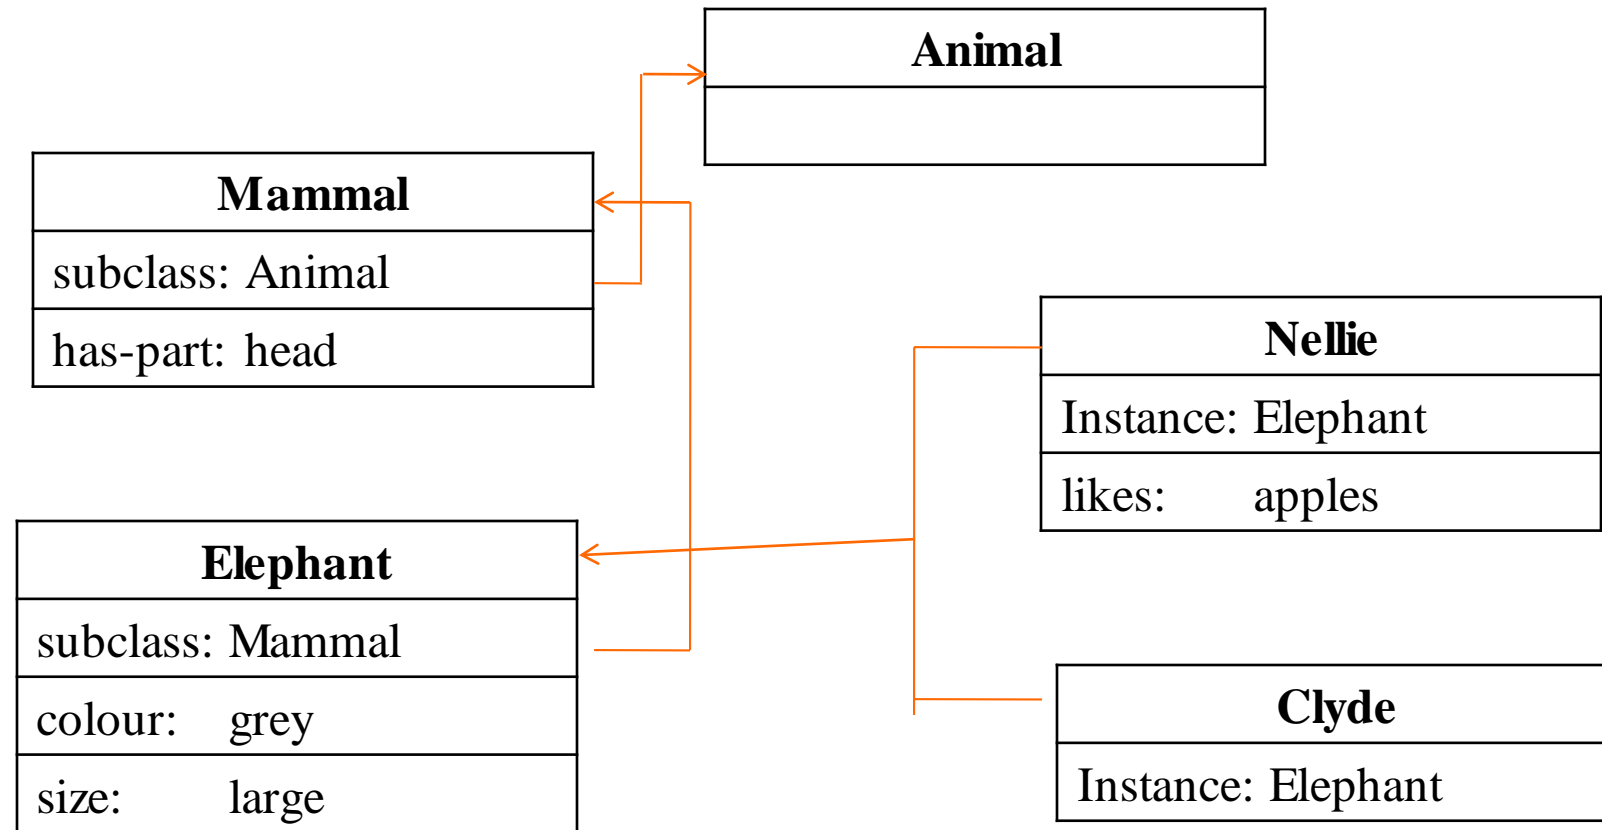 Animal
Mammal
subclass: Animal
has-part: head
Nellie
Instance: Elephant
likes: apples
Elephant
subclass: Mammal
colour: grey
size: large
Clyde
Instance: Elephant